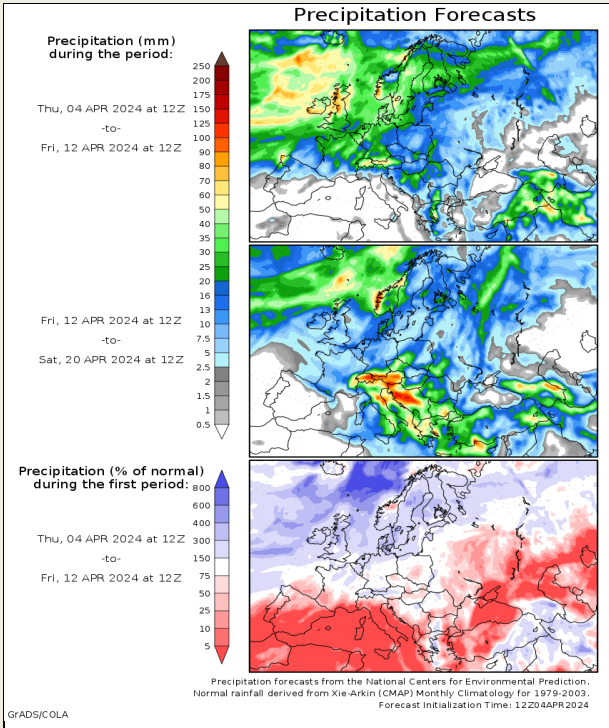 Precipitation Forecasts
Precipitation (mm)
during the period:
Thu, 04 APR 2024 at 12Z
-to-
Fri, 12 APR 2024 at 12Z
250
200
175
150
125
100
90
80
70
60
50
40
35
30
25
20
16
13
10
7.5
5
2.5
2
1.5
1
0.5
Fri, 12 APR 2024 at 12Z
-to-
Sat, 20 APR 2024 at 12Z
Precipitation (% of normal)
during the first period:
Thu, 04 APR 2024 at 12Z
-to-
Fri, 12 APR 2024 at 12Z
800
600
400
300
150
75
50
25
10
5
Precipitation forecasts from the National Centers for Environmental Prediction.
Normal rainfall derived from Xie-Arkin (CMAP) Monthly Climatology for 1979-2003.
Forecast Initialization Time: 12Z04APR2024
GrADS/COLA